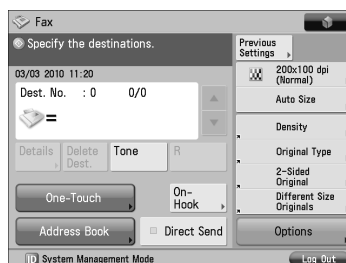 Fax
Specify the destinations.
03/03 2010 11:20
Dest. No. : 0 0/0
=
Details
Delete
Dest.
Tone
R
One-Touch
On-
Hook
Address Book
Direct Send
Previous
Settings
200x100 dpi
(Normal)
Auto Size
Density
Original Type
2-Sided
Original
Different Size
Originals
Options
ID System Management Mode
Log Out